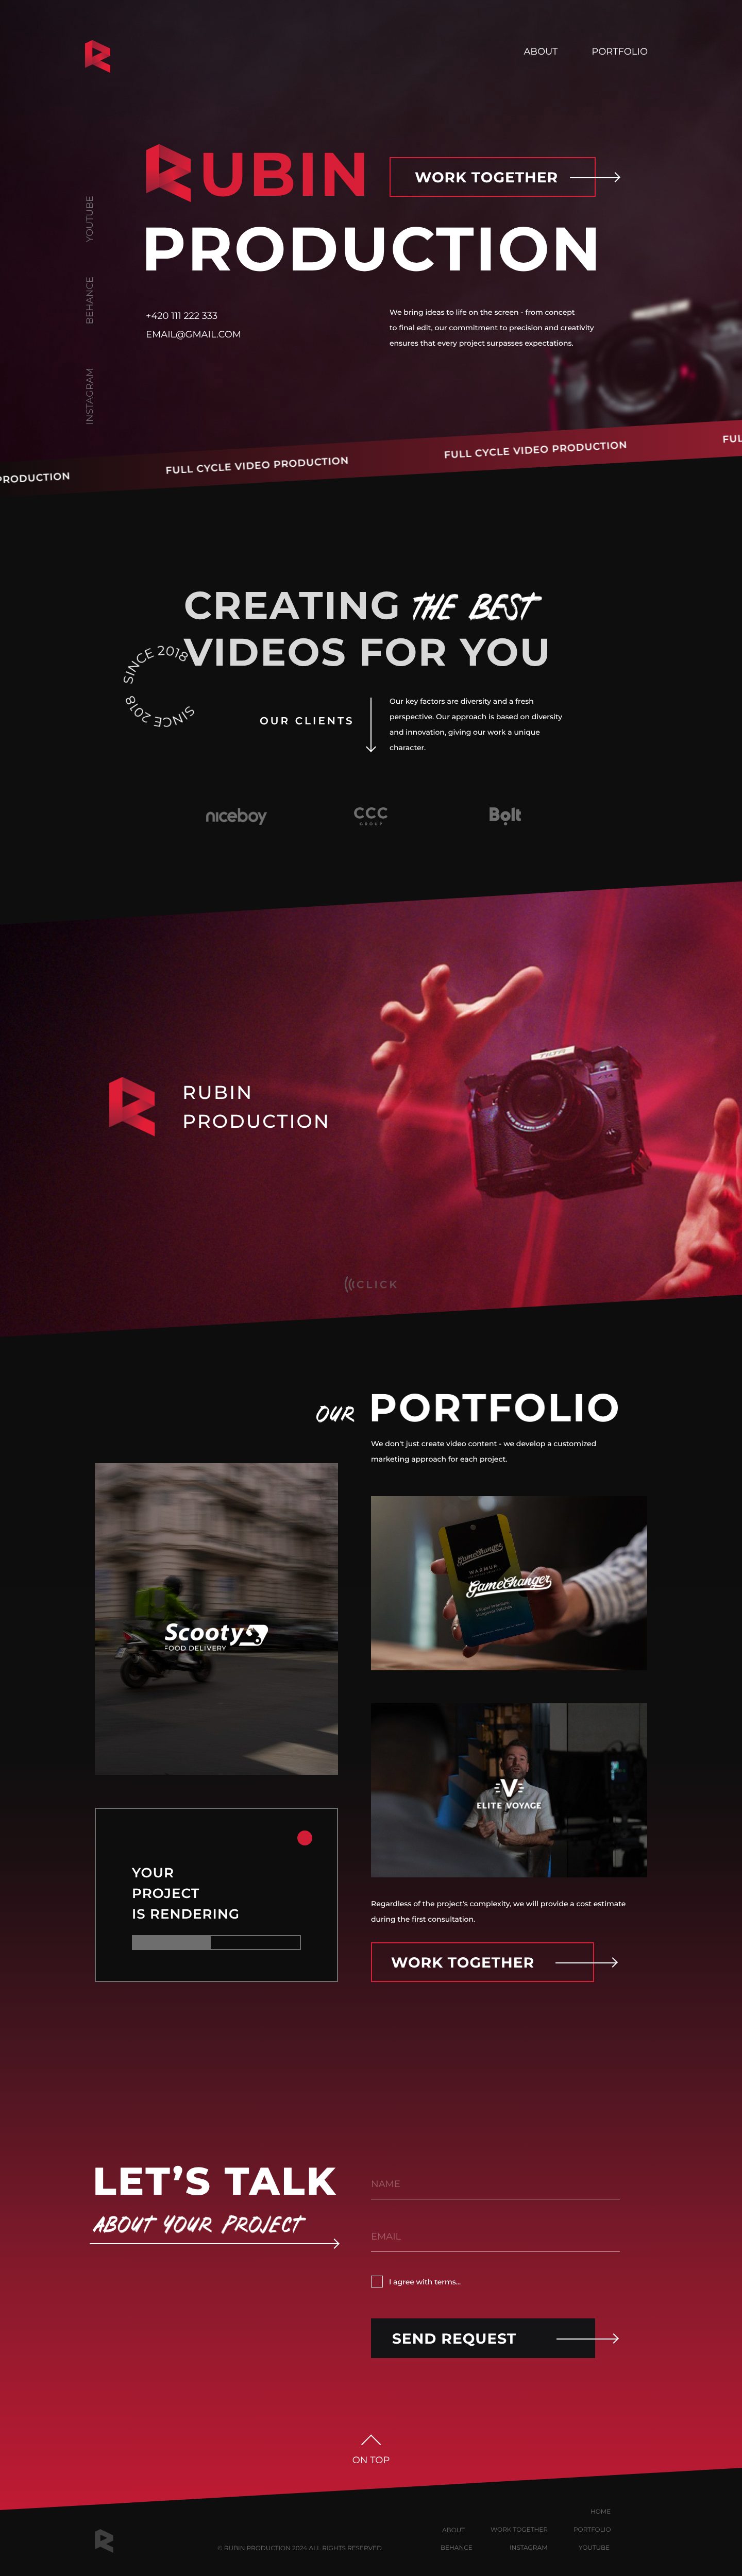 ABOUT
PORTFOLIO
RUBIN
WORK TOGETHER
PRODUCTION
YOUTUBE
BEHANCE
INSTAGRAM
+420 111 222 333
EMAIL@GMAIL.COM
We bring ideas to life on the screen - from concept
to final edit, our commitment to precision and creativity
ensures that every project surpasses expectations.
PRODUCTION
FULL CYCLE VIDEO PRODUCTION
FULL CYCLE VIDEO PRODUCTION
FUL
CREATING THE BEST
VIDEOS FOR YOU
SINCE 2018
SINCE 2018
OUR CLIENTS
Our key factors are diversity and a fresh
perspective. Our approach is based on diversity
and innovation, giving our work a unique
character.
niceboy
CCC
GROUP
Bolt
RUBIN
PRODUCTION
CLICK
OUR PORTFOLIO
We don't just create video content - we develop a customized
marketing approach for each project.
Scooty
FOOD DELIVERY
GameChanger
WARMUP
GameChanger
ELITE VOYAGE
YOUR
PROJECT
IS RENDERING
Regardless of the project's complexity, we will provide a cost estimate
during the first consultation.
WORK TOGETHER
LET’S TALK
ABOUT YOUR PROJECT
NAME
EMAIL
I agree with terms...
SEND REQUEST
ON TOP
HOME
ABOUT
WORK TOGETHER
PORTFOLIO
© RUBIN PRODUCTION 2024 ALL RIGHTS RESERVED
BEHANCE
INSTAGRAM
YOUTUBE